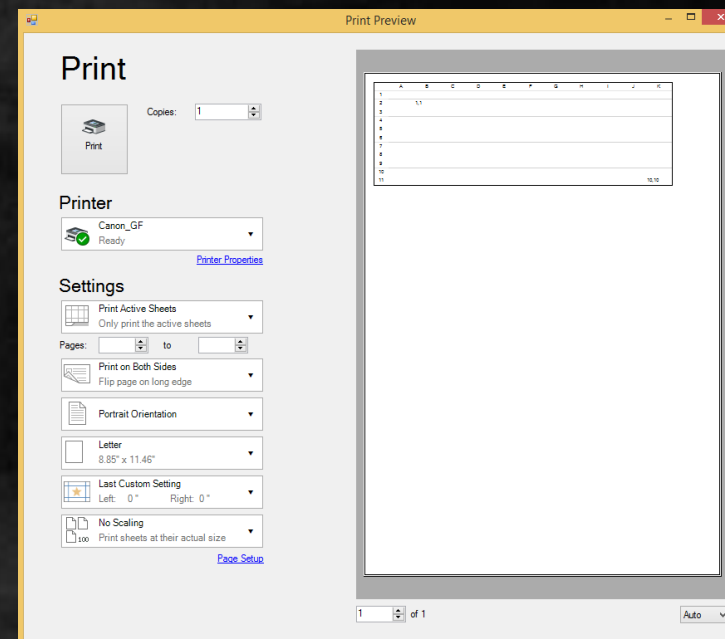 Print Preview
Print
Copies: 1
Print
Printer
Canon_GF
Ready
Printer Properties
Settings
Print Active Sheets
Only print the active sheets
Pages: to
Print on Both Sides
Flip page on long edge
Portrait Orientation
Letter
8.85" x 11.46"
Last Custom Setting
Left: 0 " Right: 0 "
No Scaling
100 Print sheets at their actual size
Page Setup
A B C D E F G H I J K
1
2 1,1
3
4
5
6
7
8
9
10
11 10,10
1 of 1
Auto